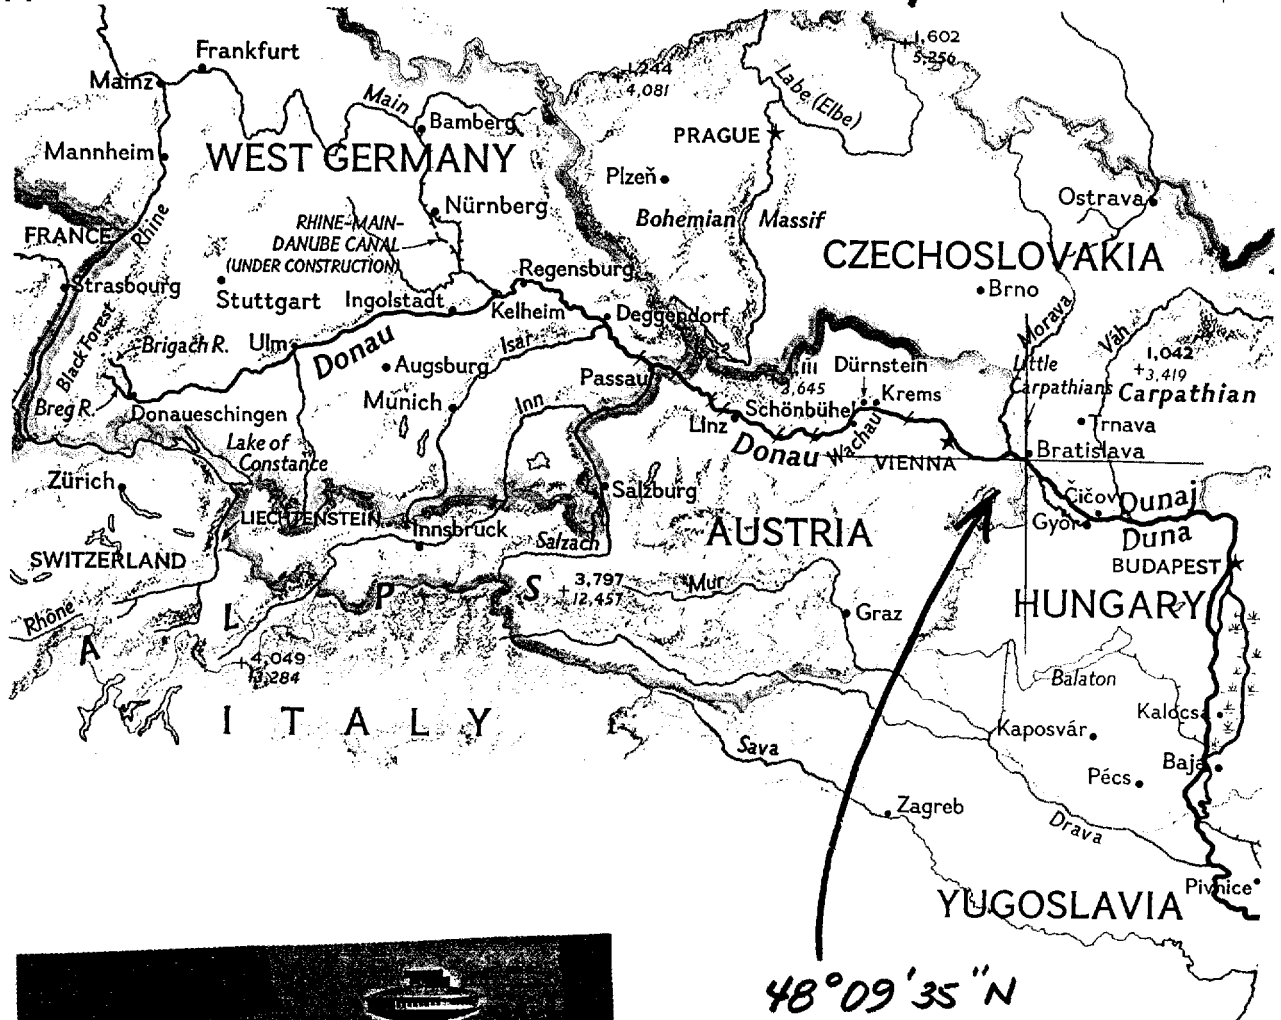 Frankfurt
Mainz
Main
Bamberg
Mannheim
WEST GERMANY
Nürnberg
RHINE-MAIN-
DANUBE CANAL
(UNDER CONSTRUCTION)
Rhine
FRANCE
Strasbourg
Stuttgart
Ingolstadt
Regensburg
Kelheim
Deggendorf
Black Forest
Brigach R.
Ulm
Donau
Augsburg
Isar
Passau
Breg R.
Donaueschingen
Munich
Inn
Lake of
Constance
Zürich
LIECHTENSTEIN
Innsbruck
Salzburg
Salzach
SWITZERLAND
Rhône
A L P S
4,049
13,284
3,797
12,457
I T A L Y
1,602
5,256
4,081
Labe (Elbe)
PRAGUE
Plzeň
Bohemian Massif
Ostrava
CZECHOSLOVAKIA
Brno
Morava
Váh
1,042
3,419
Little
Carpathians
Carpathian
Dürnstein
3,645
Krems
Schönbühel
Linz
Donau
Wachau
VIENNA
Trnava
Bratislava
Čičov
Dunaj
Györ
Duna
AUSTRIA
BUDAPEST
HUNGARY
Mur
Graz
Balaton
Kalocsa
Kaposvár
Baja
Pécs
Sava
Zagreb
Drava
Pivnice
YUGOSLAVIA
48°09'35"N